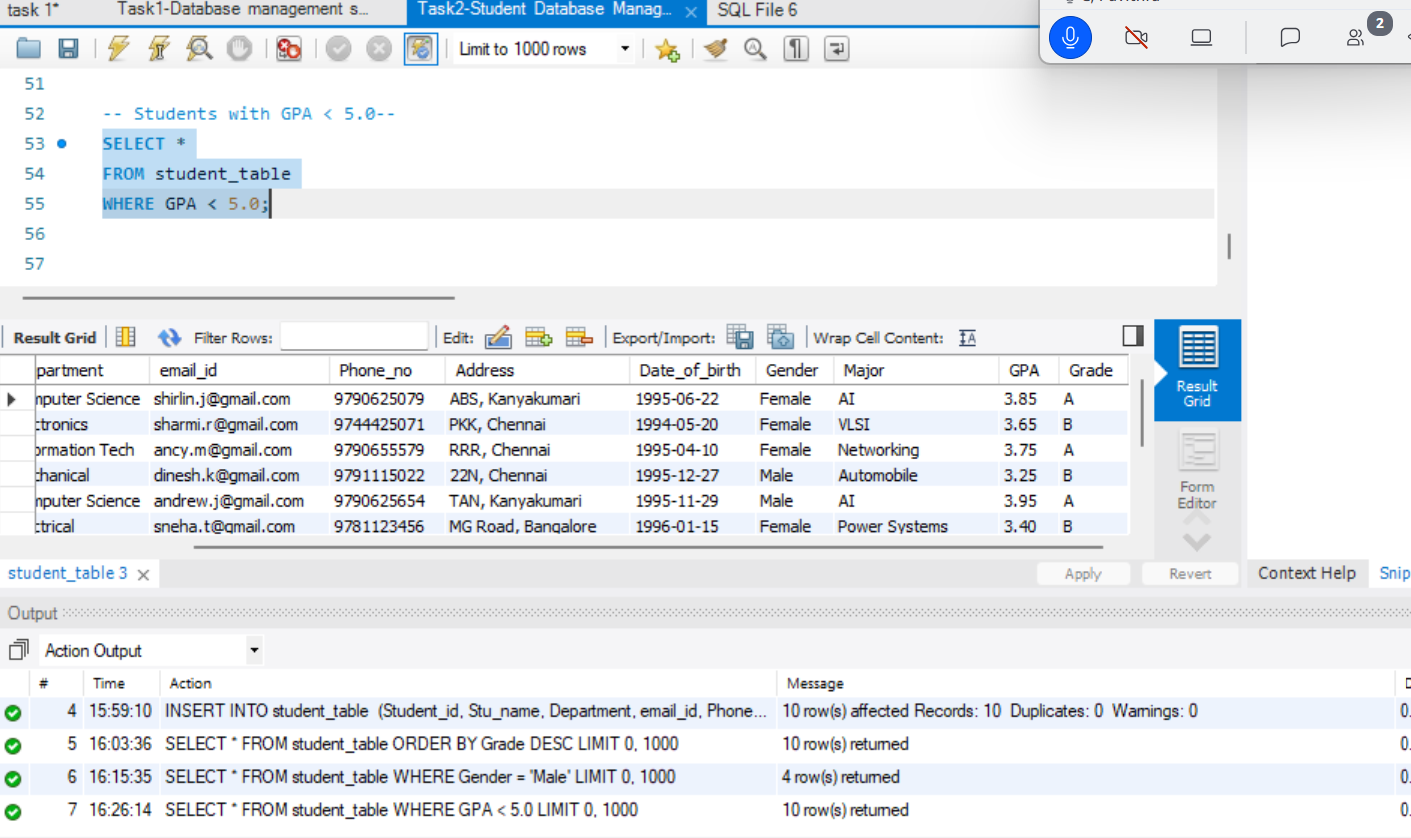 task 1* Task1-Database management s... Task2-Student Database Manag... SQL File 6
Limit to 1000 rows
2
51
52 -- Students with GPA < 5.0--
53 SELECT *
54 FROM student_table
55 WHERE GPA < 5.0;
56
57
Result Grid Filter Rows: Edit: Export/Import: Wrap Cell Content:
partment email_id Phone_no Address Date_of_birth Gender Major GPA Grade
mputer Science shirlin.j@gmail.com 9790625079 ABS, Kanyakumari 1995-06-22 Female AI 3.85 A
ctronics sharmi.r@gmail.com 9744425071 PKK, Chennai 1994-05-20 Female VLSI 3.65 B
ormation Tech ancy.m@gmail.com 9790655579 RRR, Chennai 1995-04-10 Female Networking 3.75 A
chanical dinesh.k@gmail.com 9791115022 22N, Chennai 1995-12-27 Male Automobile 3.25 B
mputer Science andrew.j@gmail.com 9790625654 TAN, Kanyakumari 1995-11-29 Male AI 3.95 A
ctrical sneha.t@gmail.com 9781123456 MG Road, Bangalore 1996-01-15 Female Power Systems 3.40 B
Result
Grid
Form
Editor
student_table 3 Apply Revert Context Help Snip
Output
Action Output
# Time Action Message
4 15:59:10 INSERT INTO student_table (Student_id, Stu_name, Department, email_id, Phone... 10 row(s) affected Records: 10 Duplicates: 0 Warnings: 0 0.
5 16:03:36 SELECT * FROM student_table ORDER BY Grade DESC LIMIT 0, 1000 10 row(s) returned 0.
6 16:15:35 SELECT * FROM student_table WHERE Gender = 'Male' LIMIT 0, 1000 4 row(s) returned 0.
7 16:26:14 SELECT * FROM student_table WHERE GPA < 5.0 LIMIT 0, 1000 10 row(s) returned 0.